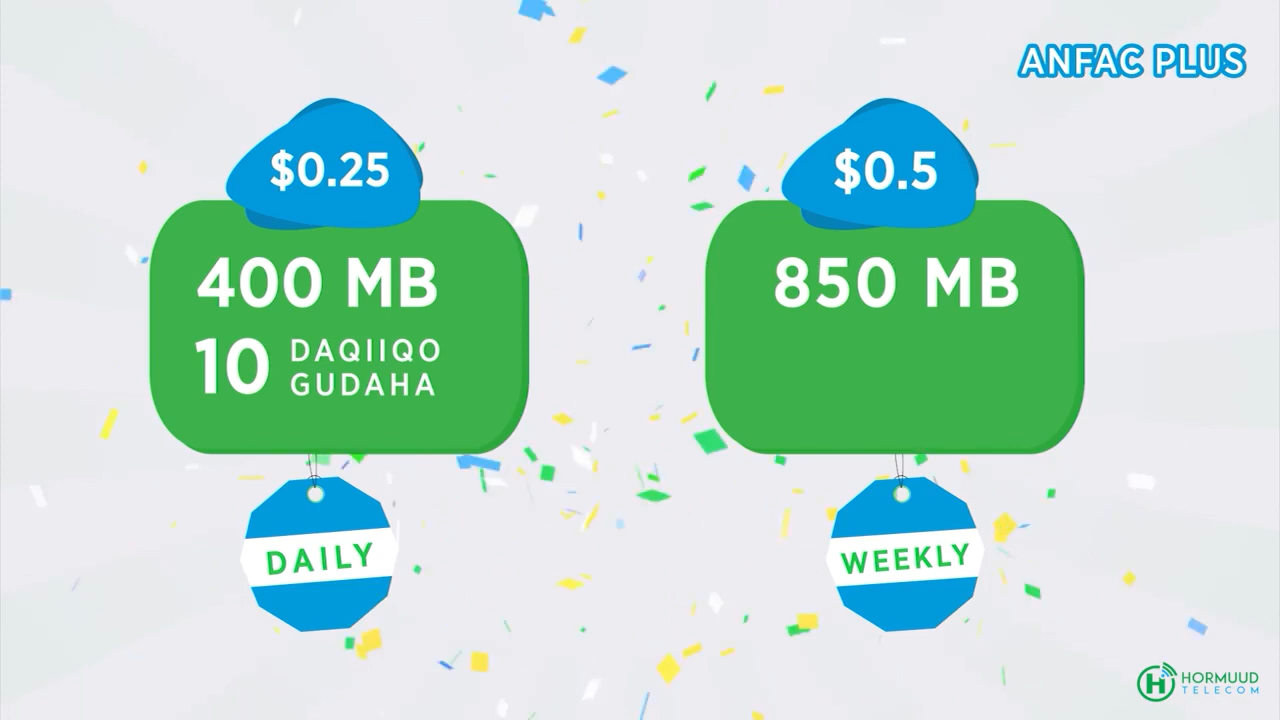 ANFAC PLUS
$0.25
400 MB
10 DAQIIQO
GUDAHA
DAILY
$0.5
850 MB
WEEKLY
HORMUUD
TELECOM